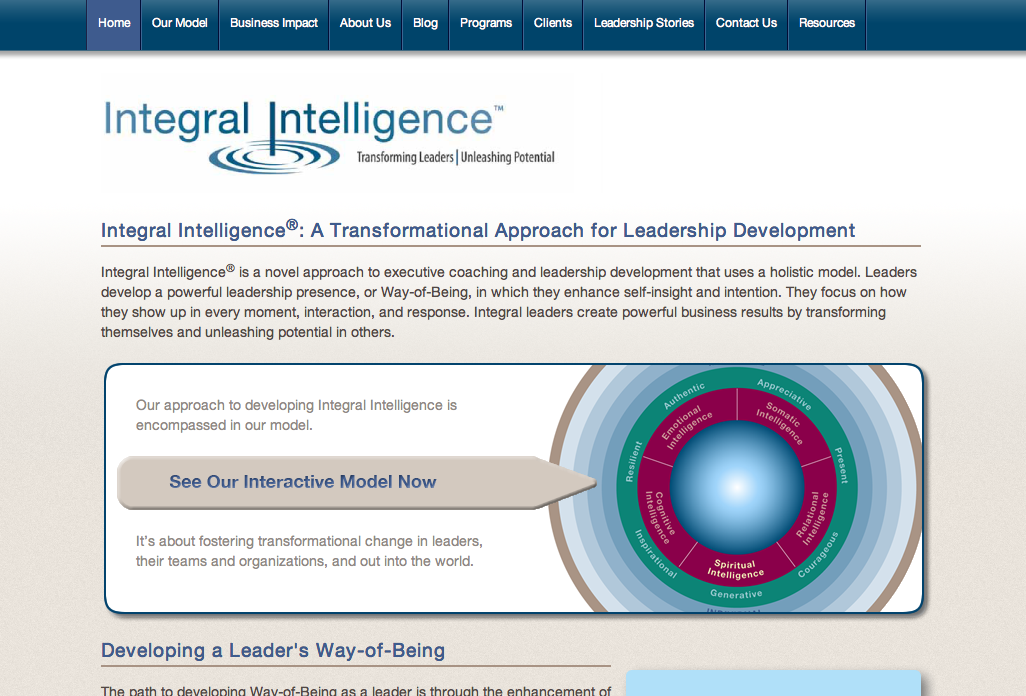 Home Our Model Business Impact About Us Blog Programs Clients Leadership Stories Contact Us Resources
Integral Intelligence™
Transforming Leaders | Unleashing Potential
Integral Intelligence®: A Transformational Approach for Leadership Development
Integral Intelligence® is a novel approach to executive coaching and leadership development that uses a holistic model. Leaders
develop a powerful leadership presence, or Way-of-Being, in which they enhance self-insight and intention. They focus on how
they show up in every moment, interaction, and response. Integral leaders create powerful business results by transforming
themselves and unleashing potential in others.
Our approach to developing Integral Intelligence is
encompassed in our model.
See Our Interactive Model Now
It's about fostering transformational change in leaders,
their teams and organizations, and out into the world.
Authentic
Appreciative
Present
Courageous
Generative
Inspirational
Resilient
Emotional
Intelligence
Somatic
Intelligence
Relational
Intelligence
Spiritual
Intelligence
Cognitive
Intelligence
Developing a Leader's Way-of-Being
The path to developing Way-of-Being as a leader is through the enhancement of